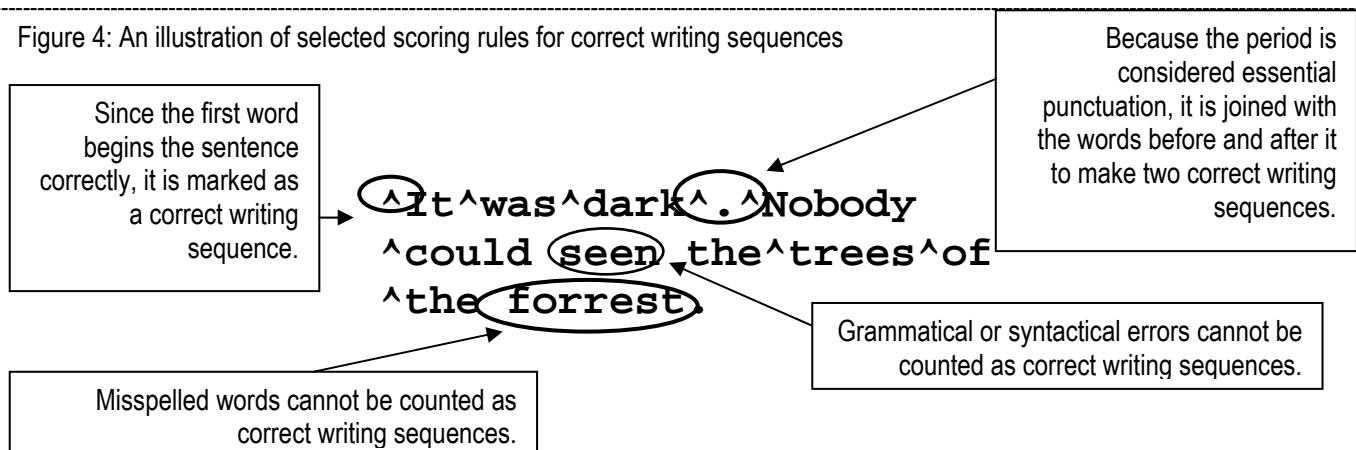 Figure 4: An illustration of selected scoring rules for correct writing sequences
Because the period is
considered essential
punctuation, it is joined with
the words before and after it
to make two correct writing
sequences.
Since the first word
begins the sentence
correctly, it is marked as
a correct writing
sequence.
^It^was^dark^.^Nobody
^could seen the^trees^of
^the forrest.
Grammatical or syntactical errors cannot be
counted as correct writing sequences.
Misspelled words cannot be counted as
correct writing sequences.